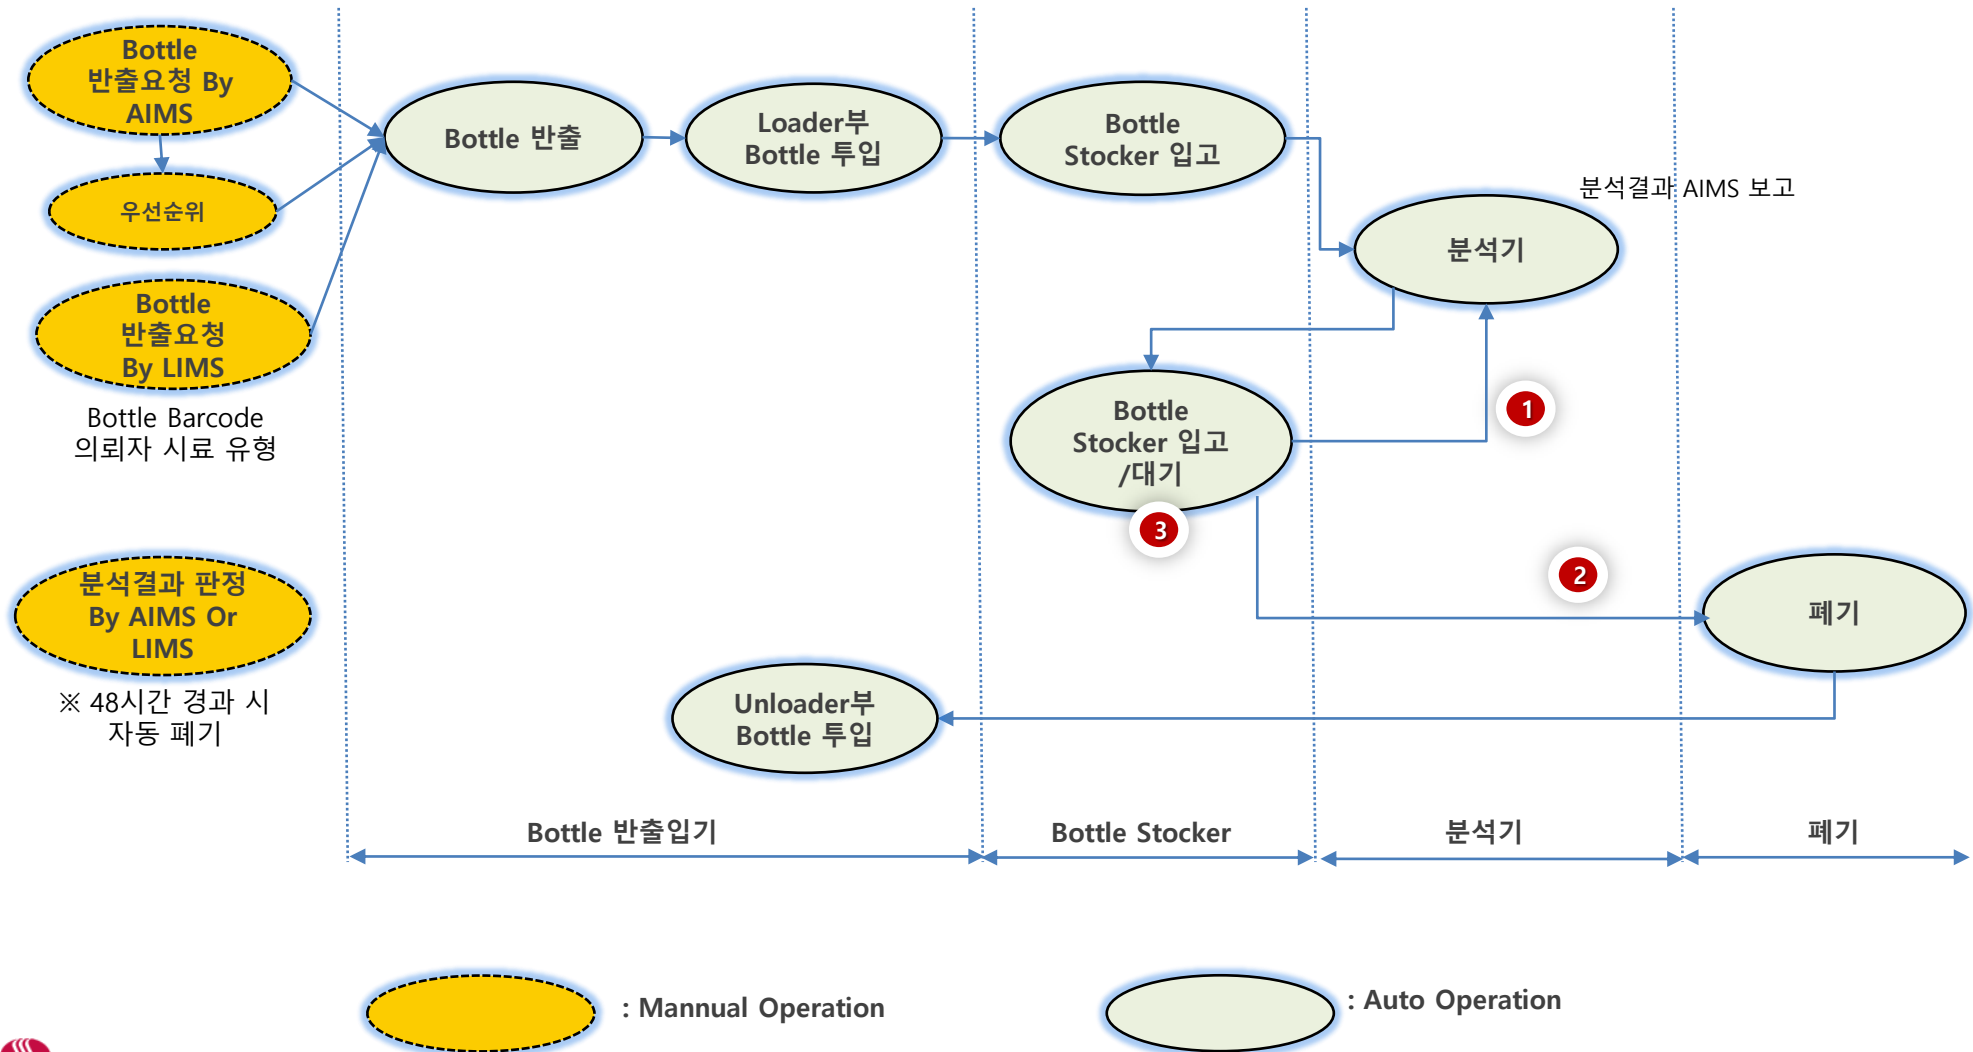 Bottle
반출요청 By
AIMS
우선순위
Bottle
반출요청
By LIMS
Bottle Barcode
의뢰자 시료 유형
분석결과 판정
By AIMS Or
LIMS
※ 48시간 경과 시
자동 폐기
Bottle 반출
Loader부
Bottle 투입
Bottle
Stocker 입고
분석결과 AIMS 보고
분석기
Bottle
Stocker 입고
/대기
1
3
2
폐기
Unloader부
Bottle 투입
Bottle 반출입기
Bottle Stocker
분석기
폐기
: Mannual Operation
: Auto Operation